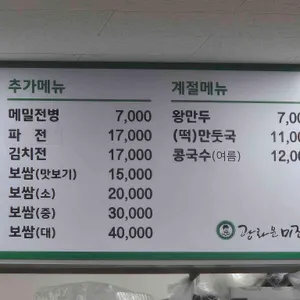 추가메뉴
메밀전병 7,000
파 전 17,000
김치전 17,000
보쌈(맛보기) 15,000
보쌈(소) 20,000
보쌈(중) 30,000
보쌈(대) 40,000
계절메뉴
왕만두 7,00
(떡)만둣국 11,00
콩국수(여름) 12,00
광화문